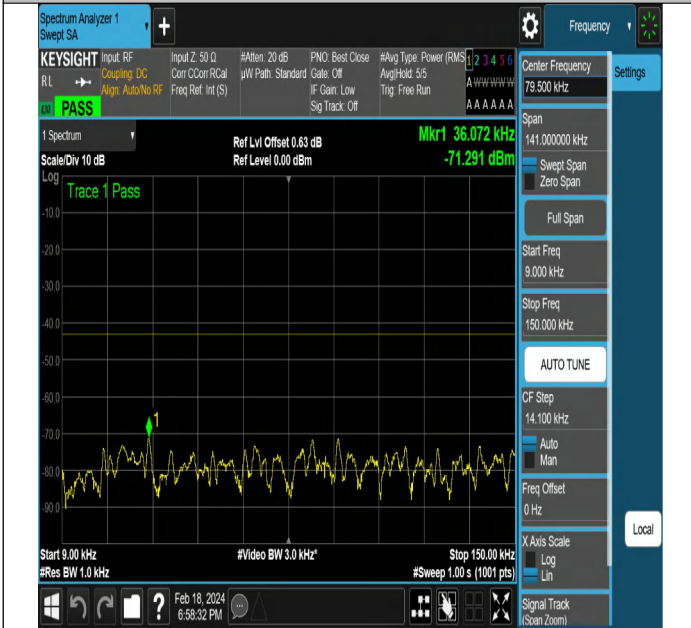 Spectrum Analyzer 1
Swept SA
+
Frequency
KEYSIGHT
RL
LXI PASS
Input: RF
Coupling: DC
Align: Auto/No RF
Input Z: 50 Ω
Corr CCorr RCal
Freq Ref: Int (S)
#Atten: 20 dB
µW Path: Standard
PNO: Best Close
Gate: Off
IF Gain: Low
Sig Track: Off
#Avg Type: Power (RMS
Avg|Hold: 5/5
Trig: Free Run
1 2 3 4 5 6
A W W W W W
A A A A A A
1 Spectrum
Scale/Div 10 dB
Ref Lvl Offset 0.63 dB
Ref Level 0.00 dBm
Mkr1 36.072 kHz
-71.291 dBm
Log
Trace 1 Pass
-10.0
-20.0
-30.0
-40.0
-50.0
-60.0
-70.0
-80.0
-90.0
1
Start 9.00 kHz
#Res BW 1.0 kHz
#Video BW 3.0 kHz*
Stop 150.00 kHz
#Sweep 1.00 s (1001 pts)
?
Feb 18, 2024
6:58:32 PM
Center Frequency
79.500 kHz
Span
141.000000 kHz
Swept Span
Zero Span
Full Span
Start Freq
9.000 kHz
Stop Freq
150.000 kHz
AUTO TUNE
CF Step
14.100 kHz
Auto
Man
Freq Offset
0 Hz
X Axis Scale
Log
Lin
Signal Track
(Span Zoom)
Settings
Local